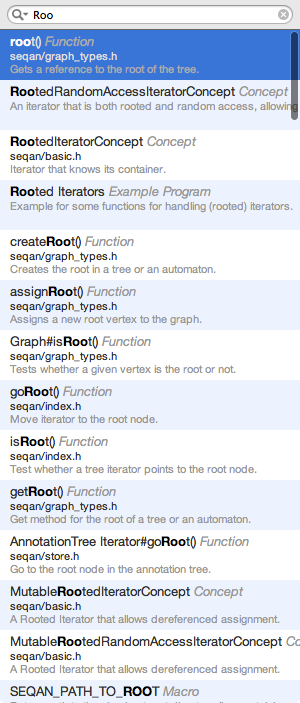 Roo
root() Function
seqan/graph_types.h
Gets a reference to the root of the tree.
RootedRandomAccessIteratorConcept Concept
An iterator that is both rooted and random access, allowing
RootedIteratorConcept Concept
seqan/basic.h
Iterator that knows its container.
Rooted Iterators Example Program
Example for some functions for handling (rooted) iterators.
createRoot() Function
seqan/graph_types.h
Creates the root in a tree or an automaton.
assignRoot() Function
seqan/graph_types.h
Assigns a new root vertex to the graph.
Graph#isRoot() Function
seqan/graph_types.h
Tests whether a given vertex is the root or not.
goRoot() Function
seqan/index.h
Move iterator to the root node.
isRoot() Function
seqan/index.h
Test whether a tree iterator points to the root node.
getRoot() Function
seqan/graph_types.h
Get method for the root of a tree or an automaton.
AnnotationTree Iterator#goRoot() Function
seqan/store.h
Go to the root node in the annotation tree.
MutableRootedIteratorConcept Concept
seqan/basic.h
A Rooted Iterator that allows dereferenced assignment.
MutableRootedRandomAccessIteratorConcept Co
seqan/basic.h
A Rooted Iterator that allows dereferenced assignment.
SEQAN_PATH_TO_ROOT Macro